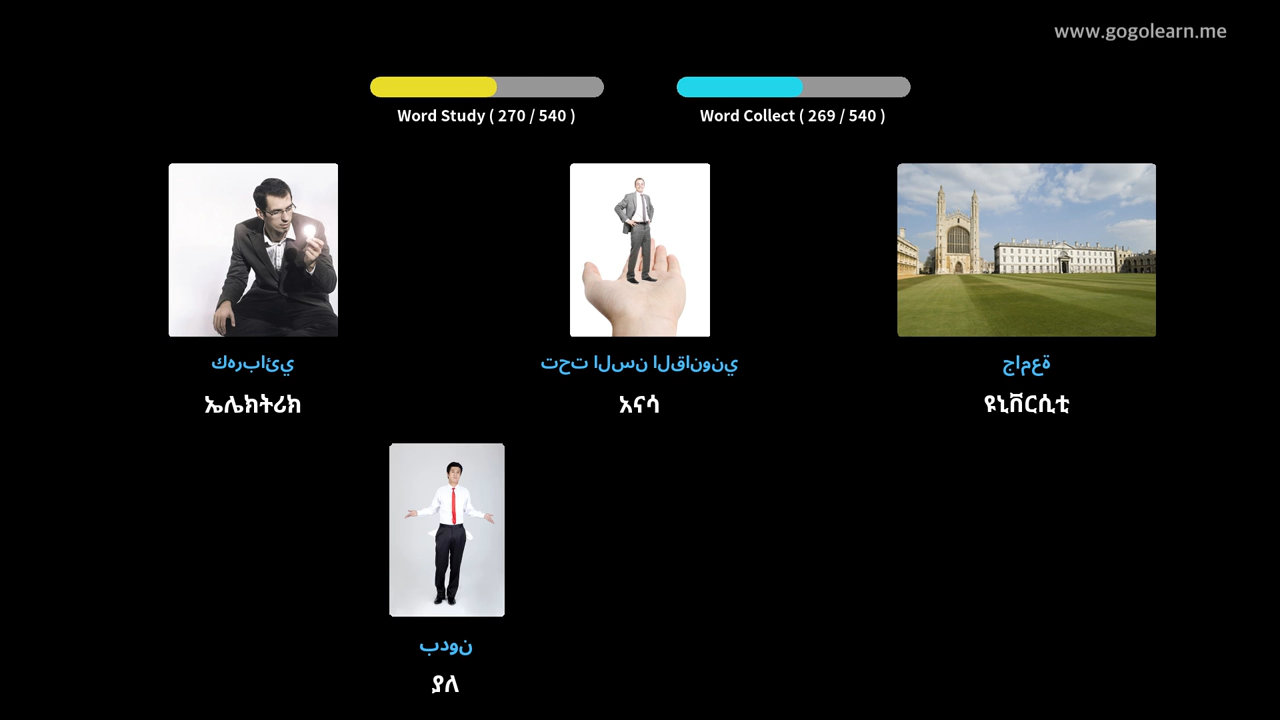 www.gogolearn.me
Word Study ( 270 / 540 )
Word Collect ( 269 / 540 )
كهربائي
تحت السن القانوني
جامعة
ኤሌክትሪክ
አናሳ
ዩኒቨርሲቲ
بدون
ያለ